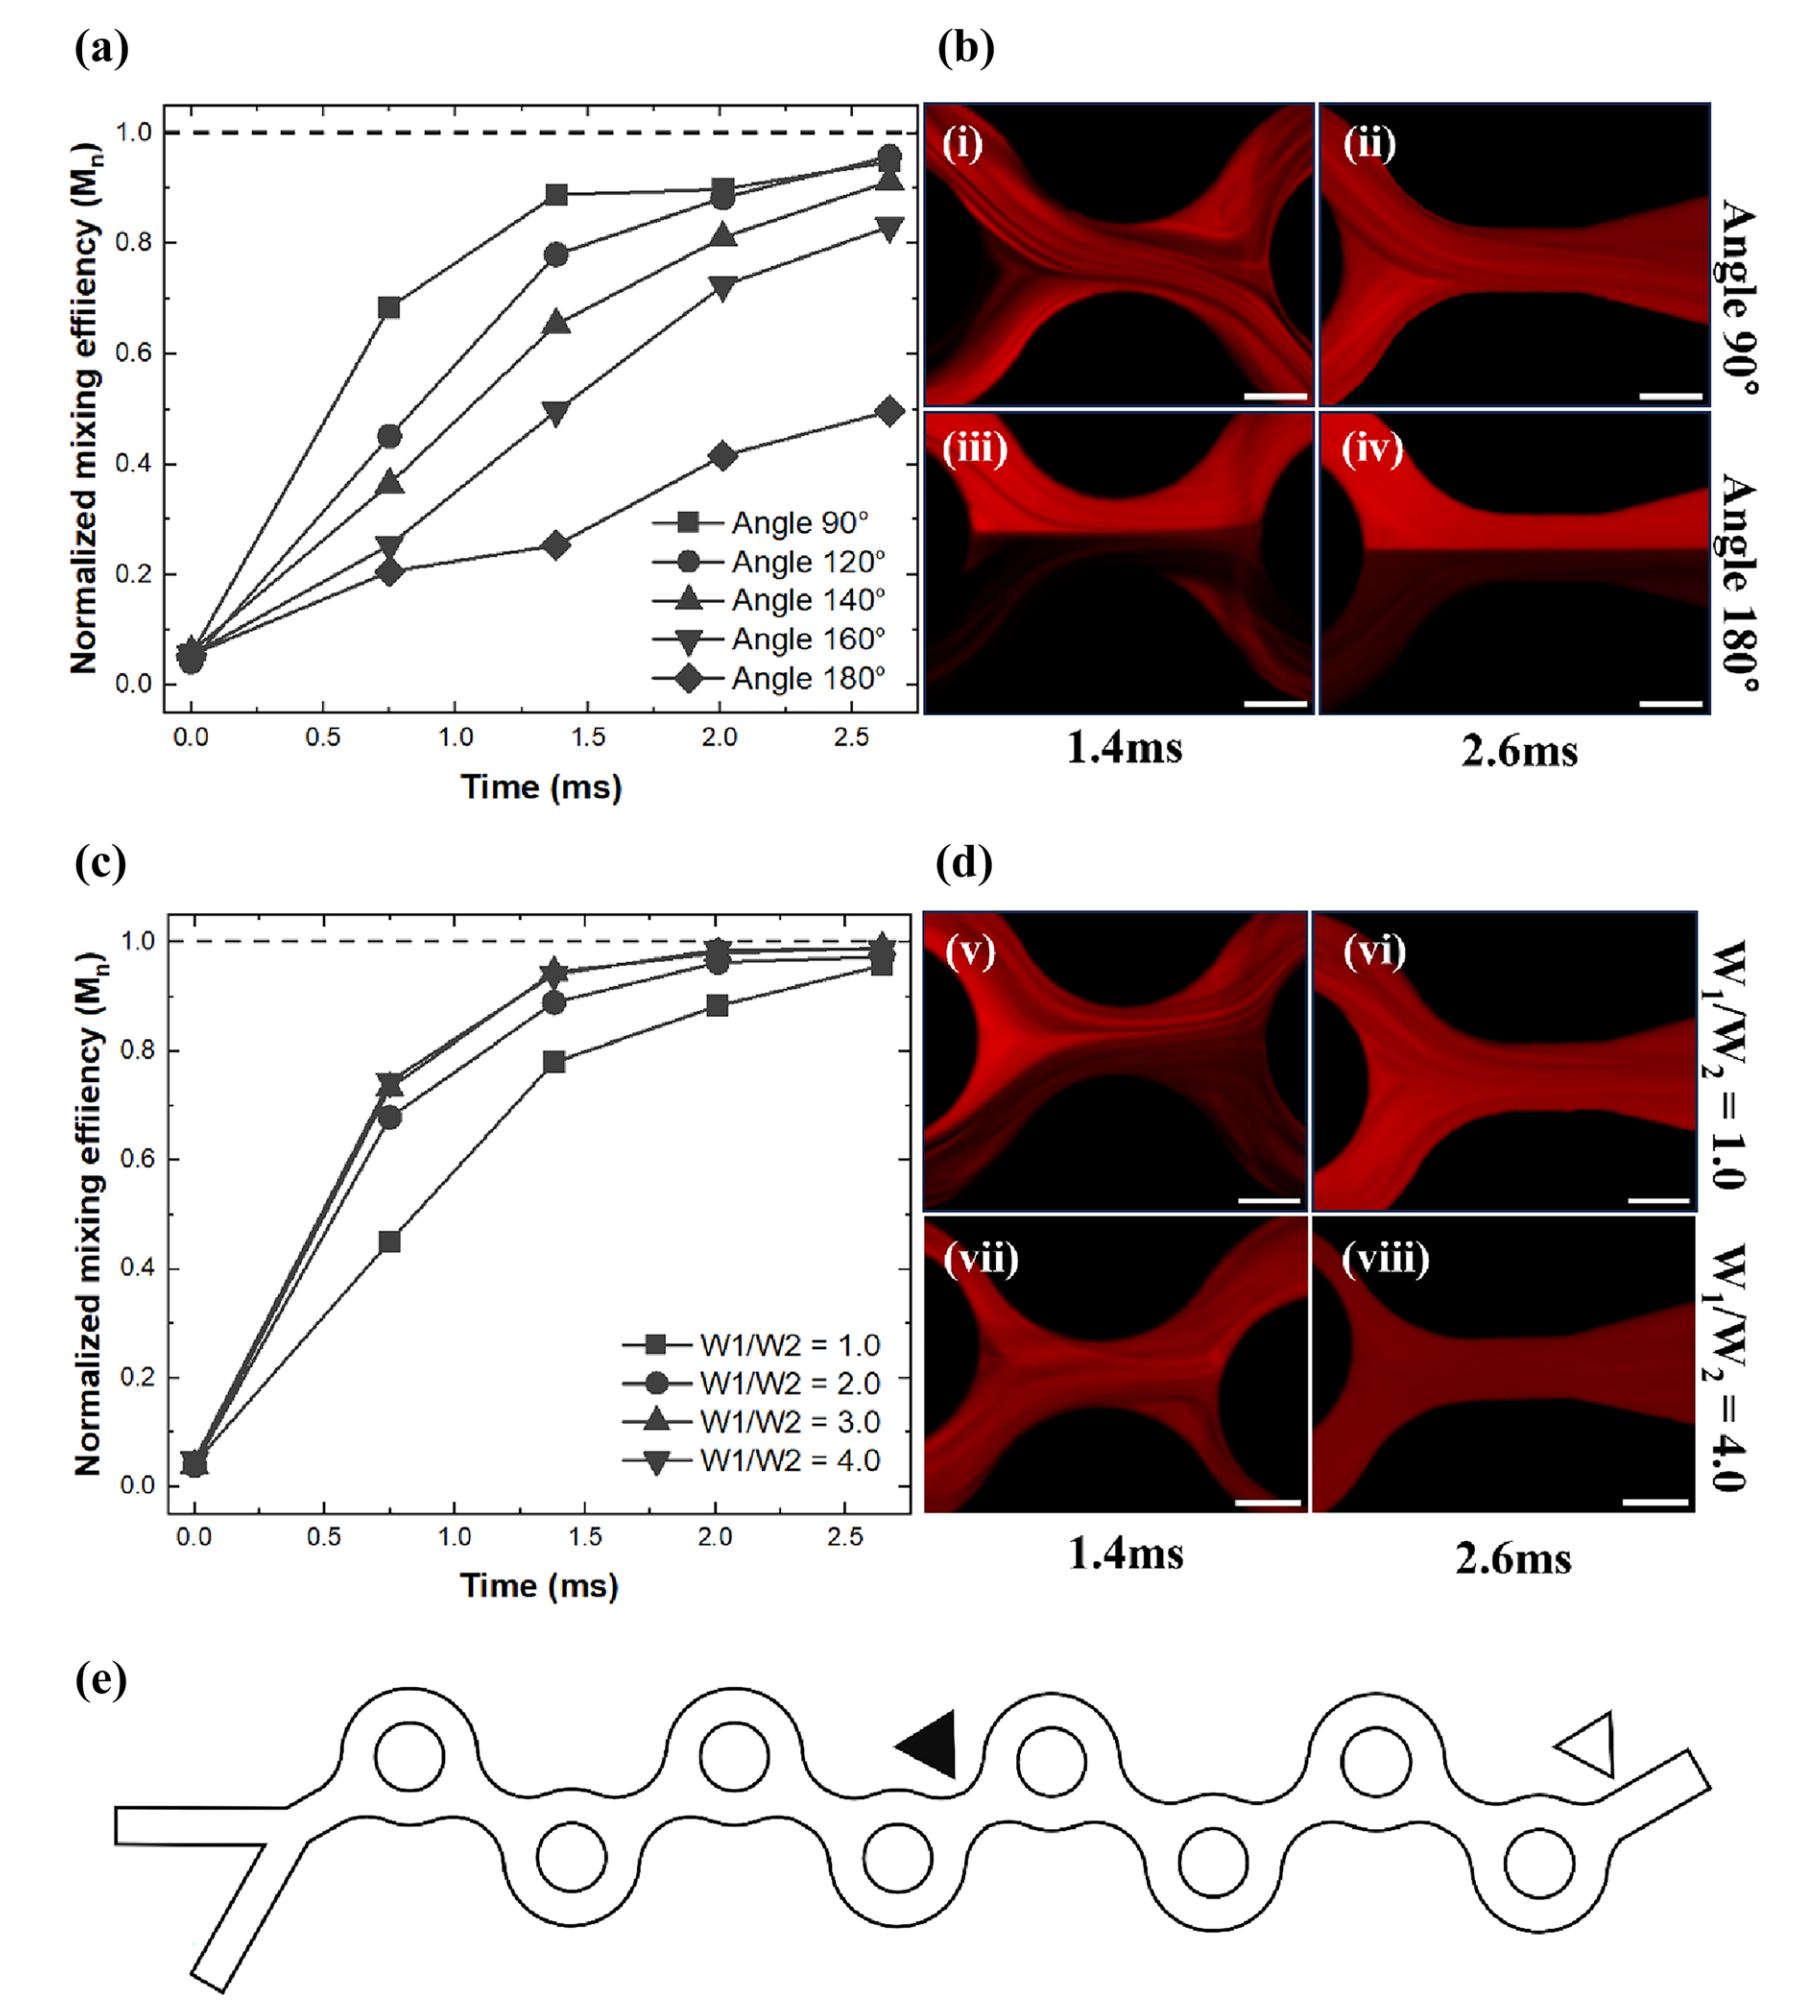 (a)
(b)
Normalized mixing effiiency (Mn)
1.0
0.8
0.6
0.4
0.2
0.0
Angle 90°
Angle 120°
Angle 140°
Angle 160°
Angle 180°
0.0 0.5 1.0 1.5 2.0 2.5
Time (ms)
(i)
(ii)
Angle 90°
(iii)
(iv)
Angle 180°
1.4ms
2.6ms
(c)
(d)
Normalized mixing effiiency (Mn)
1.0
0.8
0.6
0.4
0.2
0.0
W1/W2 = 1.0
W1/W2 = 2.0
W1/W2 = 3.0
W1/W2 = 4.0
0.0 0.5 1.0 1.5 2.0 2.5
Time (ms)
(v)
(vi)
W1/W2 = 1.0
(vii)
(viii)
W1/W2 = 4.0
1.4ms
2.6ms
(e)